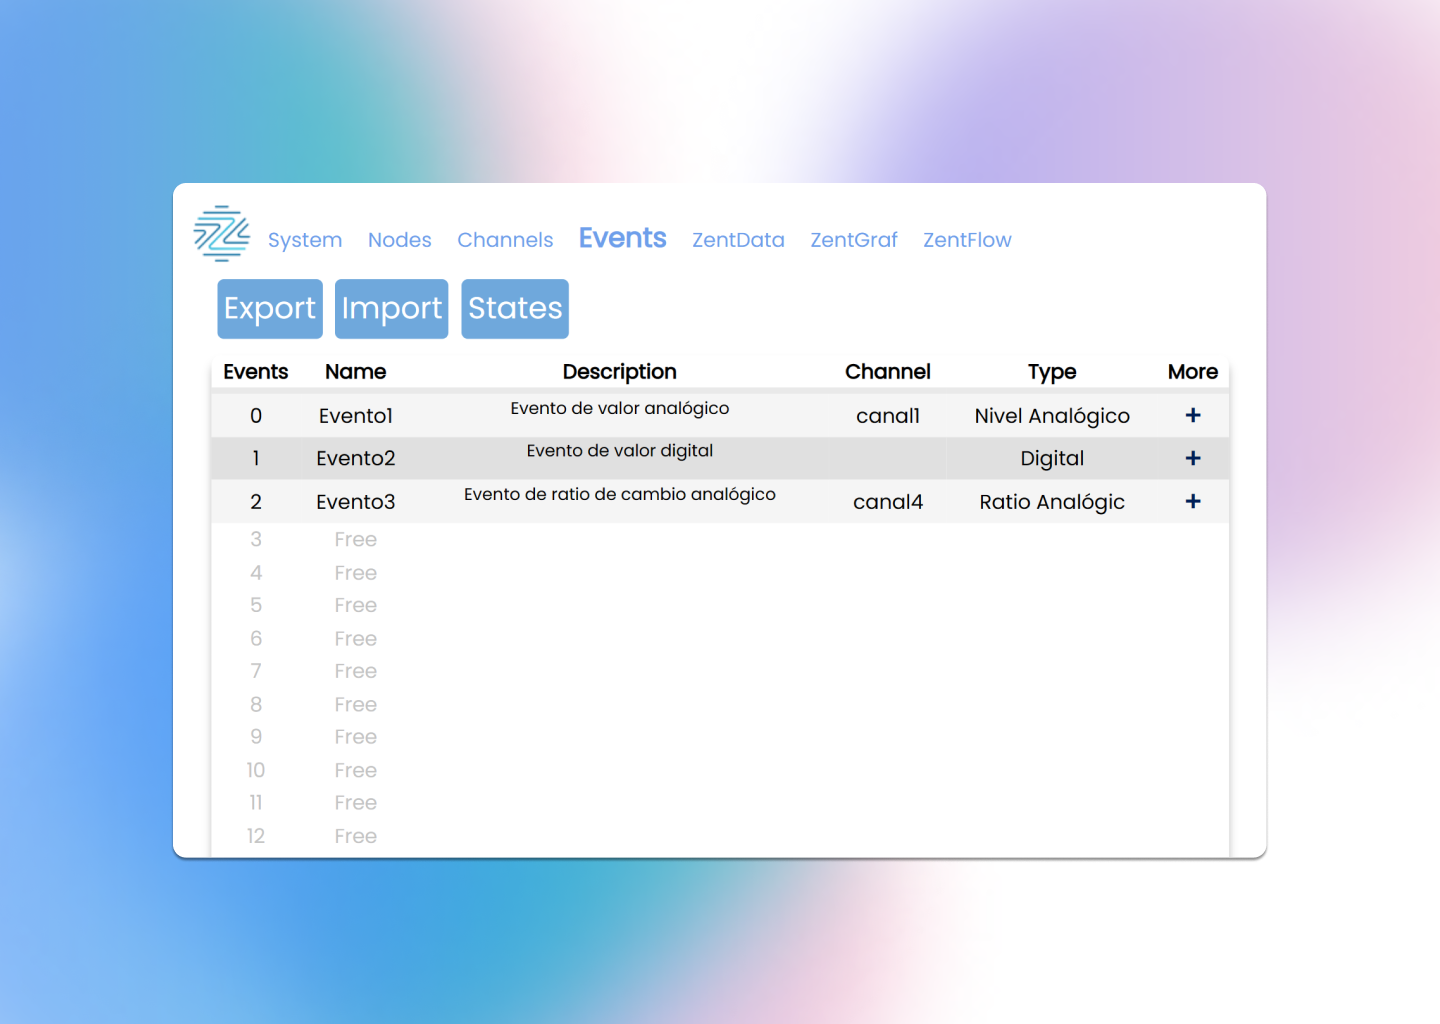 System Nodes Channels Events ZentData ZentGraf ZentFlow
Export Import States
Events Name Description Channel Type More
0 Evento1 Evento de valor analógico canal1 Nivel Analógico +
1 Evento2 Evento de valor digital Digital +
2 Evento3 Evento de ratio de cambio analógico canal4 Ratio Analógic +
3 Free
4 Free
5 Free
6 Free
7 Free
8 Free
9 Free
10 Free
11 Free
12 Free